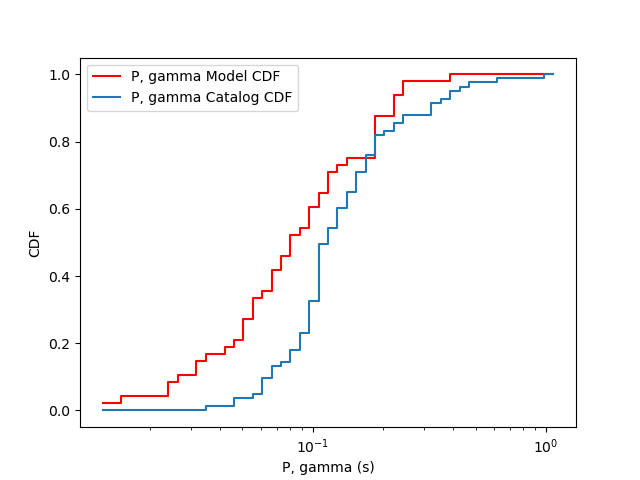 P, gamma Model CDF
P, gamma Catalog CDF
1.0
0.8
0.6
0.4
0.2
0.0
CDF
10⁻¹ 10⁰
P, gamma (s)